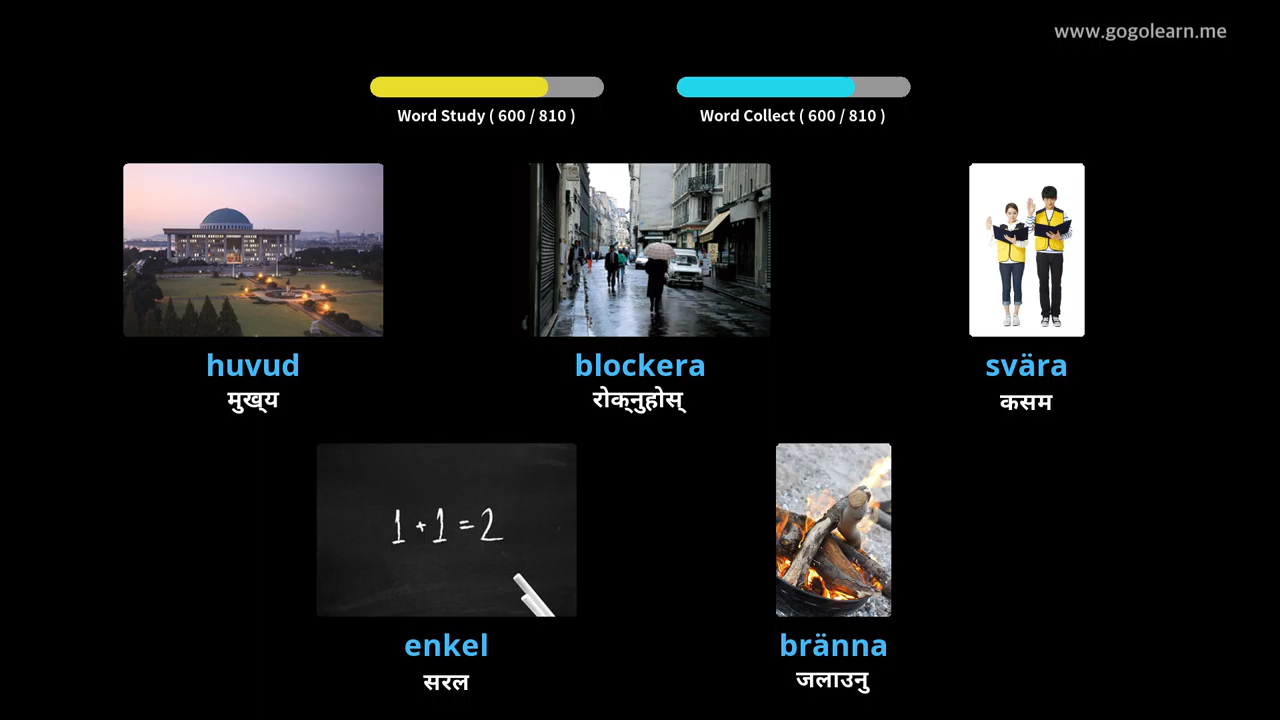 www.gogolearn.me
Word Study ( 600 / 810 )
Word Collect ( 600 / 810 )
huvud
मुख्य
blockera
रोक्नुहोस्
svära
कसम
1 + 1 = 2
enkel
सरल
bränna
जलाउनु